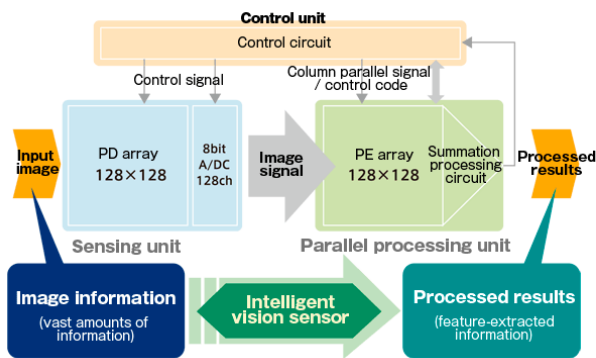 Control unit
Control circuit
Control signal
Column parallel signal
/ control code
Input
image
PD array
128×128
8bit
A/DC
128ch
Image
signal
PE array
128×128
Summation
processing
circuit
Processed
results
Sensing unit
Parallel processing unit
Image information
(vast amounts of
information)
Intelligent
vision sensor
Processed results
(feature-extracted
information)